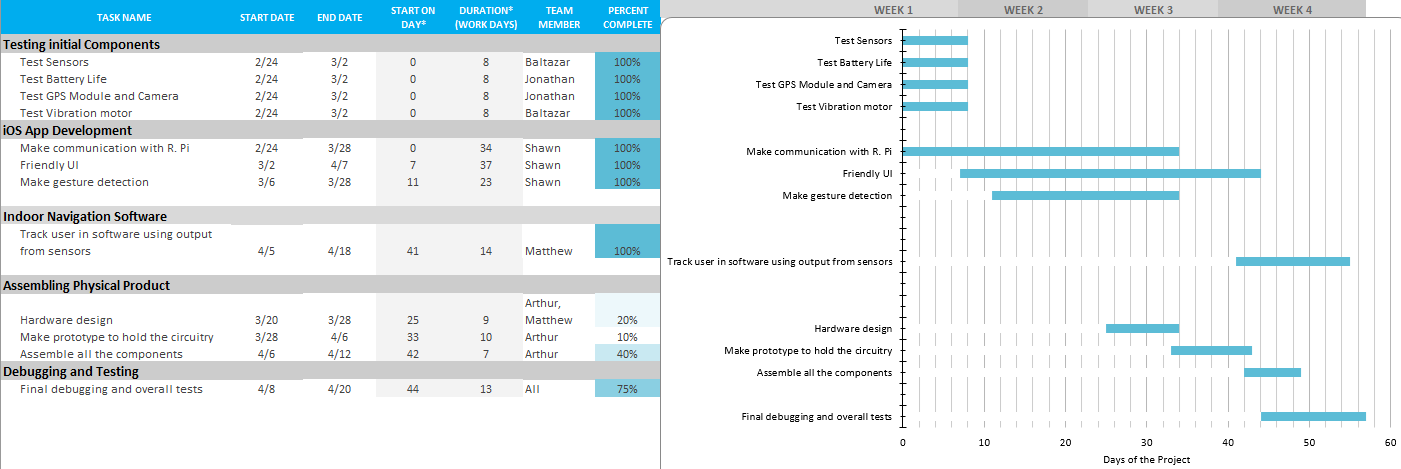 TASK NAME START DATE END DATE START ON DAY* DURATION* (WORK DAYS) TEAM MEMBER PERCENT COMPLETE
Testing initial Components
Test Sensors 2/24 3/2 0 8 Baltazar 100%
Test Battery Life 2/24 3/2 0 8 Jonathan 100%
Test GPS Module and Camera 2/24 3/2 0 8 Jonathan 100%
Test Vibration motor 2/24 3/2 0 8 Baltazar 100%
iOS App Development
Make communication with R. Pi 2/24 3/28 0 34 Shawn 100%
Friendly UI 3/2 4/7 7 37 Shawn 100%
Make gesture detection 3/6 3/28 11 23 Shawn 100%
Indoor Navigation Software
Track user in software using output
from sensors 4/5 4/18 41 14 Matthew 100%
Assembling Physical Product
Arthur,
Hardware design 3/20 3/28 25 9 Matthew 20%
Make prototype to hold the circuitry 3/28 4/6 33 10 Arthur 10%
Assemble all the components 4/6 4/12 42 7 Arthur 40%
Debugging and Testing
Final debugging and overall tests 4/8 4/20 44 13 All 75%
WEEK 1 WEEK 2 WEEK 3 WEEK 4
Test Sensors
Test Battery Life
Test GPS Module and Camera
Test Vibration motor
Make communication with R. Pi
Friendly UI
Make gesture detection
Track user in software using output from sensors
Hardware design
Make prototype to hold the circuitry
Assemble all the components
Final debugging and overall tests
0 10 20 30 40 50 60
Days of the Project